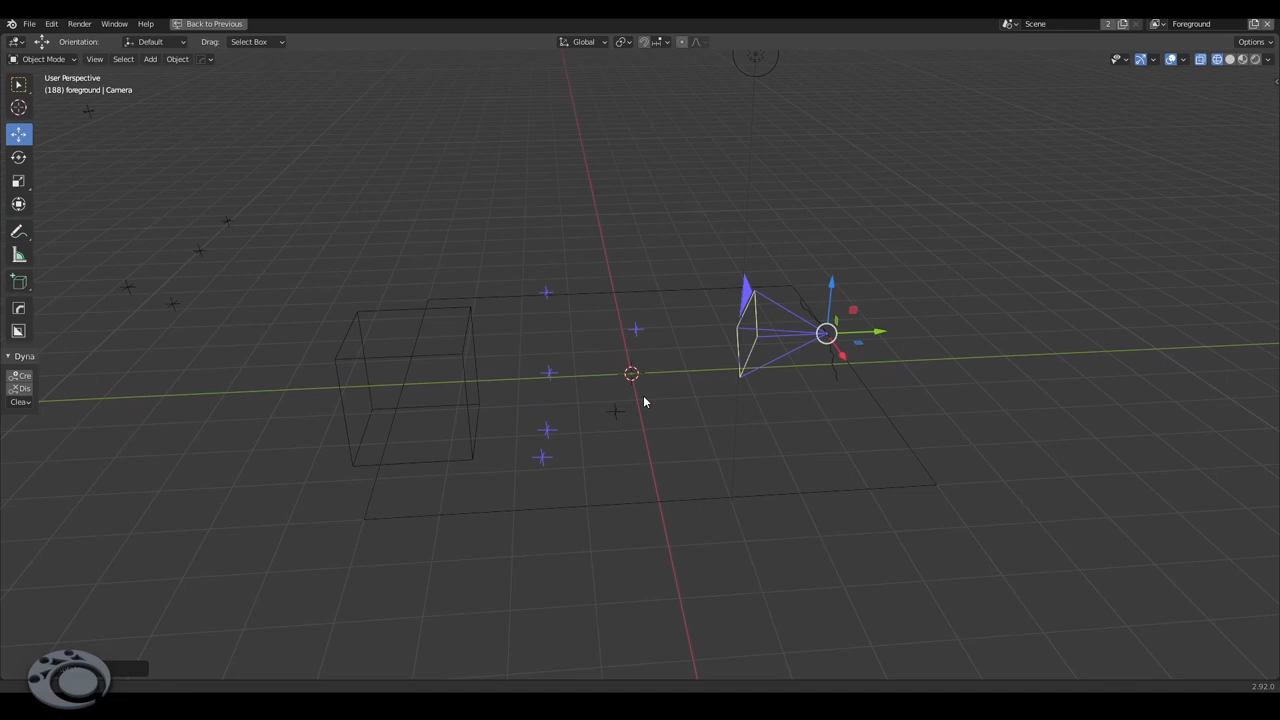 File Edit Render Window Help Back to Previous Scene 2 Foreground
Orientation: Default Drag: Select Box Global Options
Object Mode View Select Add Object
User Perspective
(188) foreground | Camera
Dyna
Cre
Dis
Clea
2.92.0